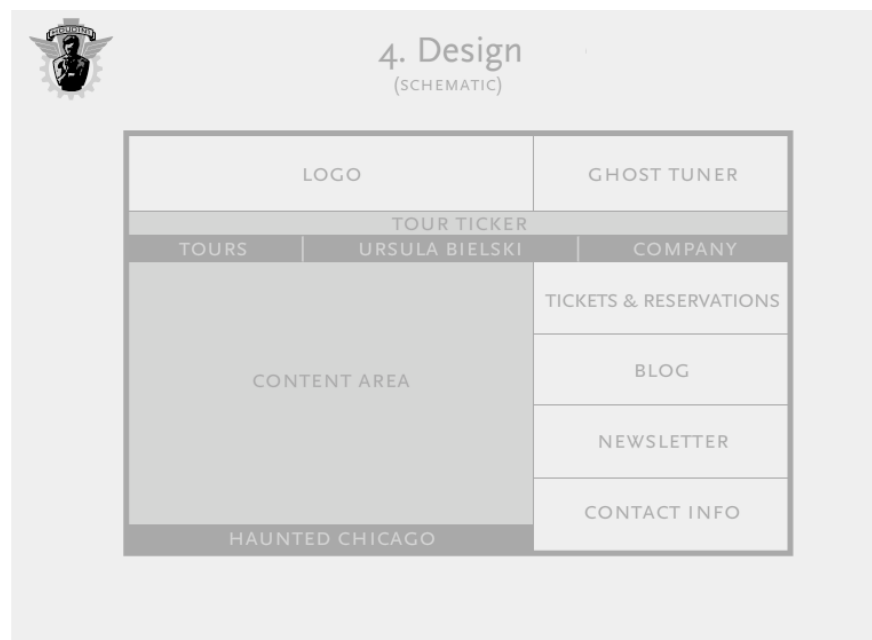 HOUDINI
4. Design
(SCHEMATIC)
LOGO
GHOST TUNER
TOUR TICKER
TOURS
URSULA BIELSKI
COMPANY
TICKETS & RESERVATIONS
BLOG
CONTENT AREA
NEWSLETTER
CONTACT INFO
HAUNTED CHICAGO